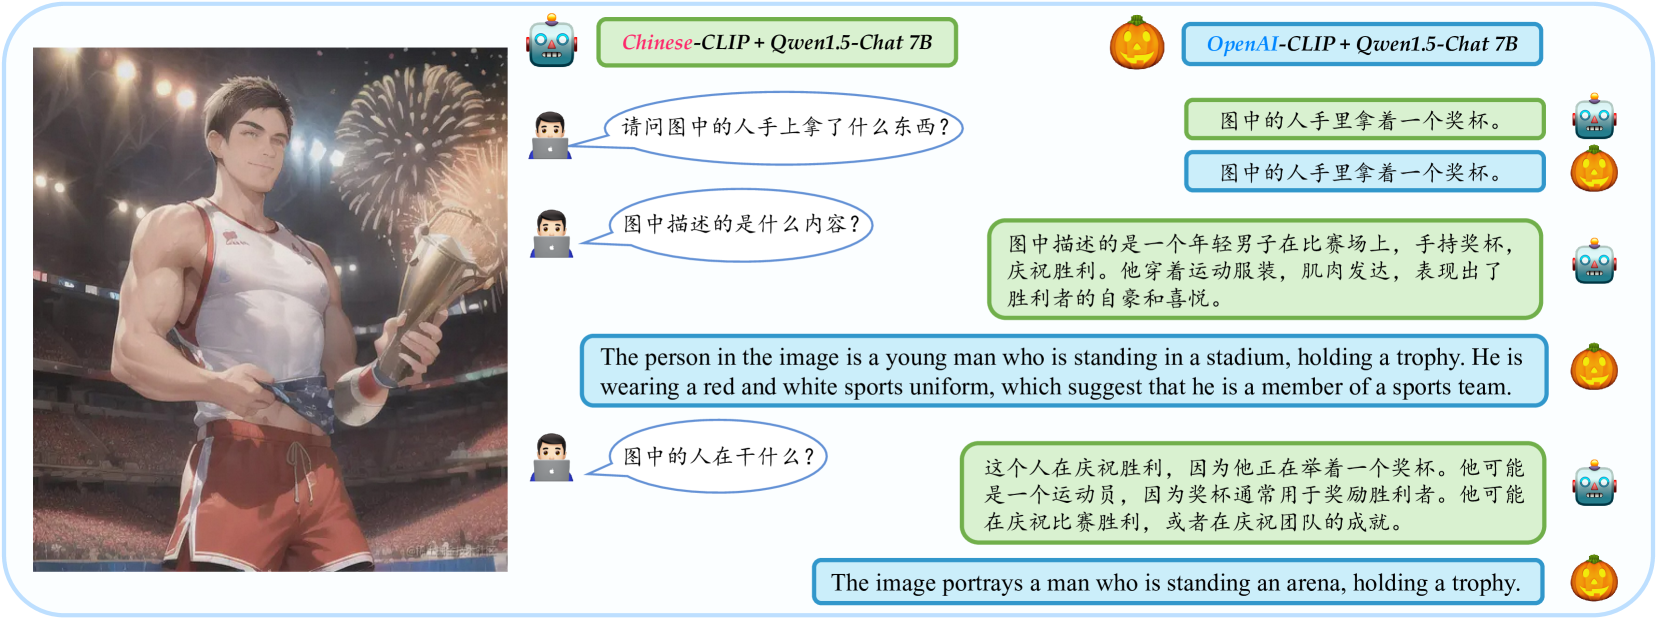 Chinese-CLIP + Qwen1.5-Chat 7B
OpenAI-CLIP + Qwen1.5-Chat 7B
请问图中的人手上拿了什么东西？
图中的人手里拿着一个奖杯。
图中的人手里拿着一个奖杯。
图中描述的是什么内容？
图中描述的是一个年轻男子在比赛场上，手持奖杯，
庆祝胜利。他穿着运动服装，肌肉发达，表现出了
胜利者的自豪和喜悦。
The person in the image is a young man who is standing in a stadium, holding a trophy. He is
wearing a red and white sports uniform, which suggest that he is a member of a sports team.
图中的人在干什么？
这个人在庆祝胜利，因为他正在举着一个奖杯。他可能
是一个运动员，因为奖杯通常用于奖励胜利者。他可能
在庆祝比赛胜利，或者在庆祝团队的成就。
The image portrays a man who is standing an arena, holding a trophy.